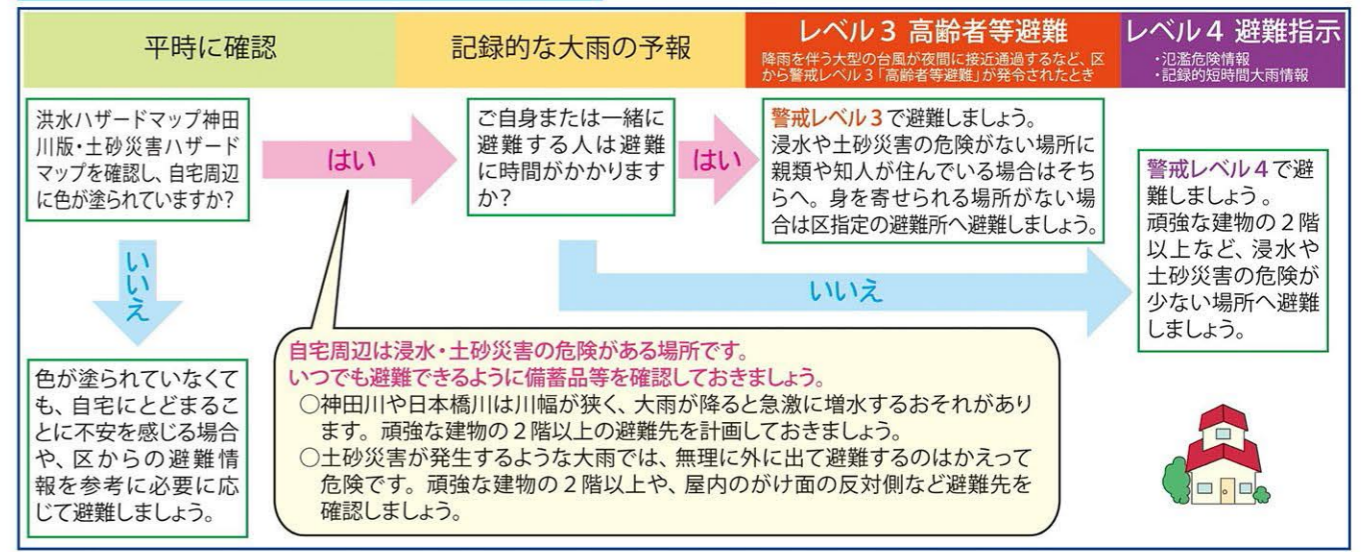 平時に確認
記録的な大雨の予報
レベル3 高齢者等避難
降雨を伴う大型の台風が夜間に接近通過するなど、区
から警戒レベル3「高齢者等避難」が発令されたとき
レベル4 避難指示
・氾濫危険情報
・記録的短時間大雨情報
洪水ハザードマップ神田
川版・土砂災害ハザード
マップを確認し、自宅周辺
に色が塗られていますか?
はい
ご自身または一緒に
避難する人は避難
に時間がかかります
か?
はい
警戒レベル3で避難しましょう。
浸水や土砂災害の危険がない場所に
親類や知人が住んでいる場合はそち
らへ。身を寄せられる場所がない場
合は区指定の避難所へ避難しましょう。
警戒レベル4で避
難しましょう。
頑強な建物の2階
以上など、浸水や
土砂災害の危険が
少ない場所へ避難
しましょう。
いいえ
いいえ
色が塗られていなくて
も、自宅にとどまるこ
とに不安を感じる場合
や、区からの避難情
報を参考に必要に応
じて避難しましょう。
自宅周辺は浸水・土砂災害の危険がある場所です。
いつでも避難できるように備蓄品等を確認しておきましょう。
○神田川や日本橋川は川幅が狭く、大雨が降ると急激に増水するおそれがあり
ます。頑強な建物の2階以上の避難先を計画しておきましょう。
○土砂災害が発生するような大雨では、無理に外に出て避難するのはかえって
危険です。頑強な建物の2階以上や、屋内のがけ面の反対側など避難先を
確認しましょう。